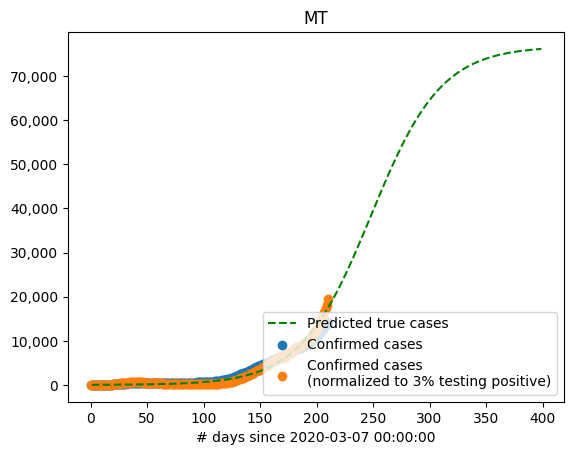 MT
70,000
60,000
50,000
40,000
30,000
20,000
10,000
0
Predicted true cases
Confirmed cases
Confirmed cases
(normalized to 3% testing positive)
0 50 100 150 200 250 300 350 400
# days since 2020-03-07 00:00:00